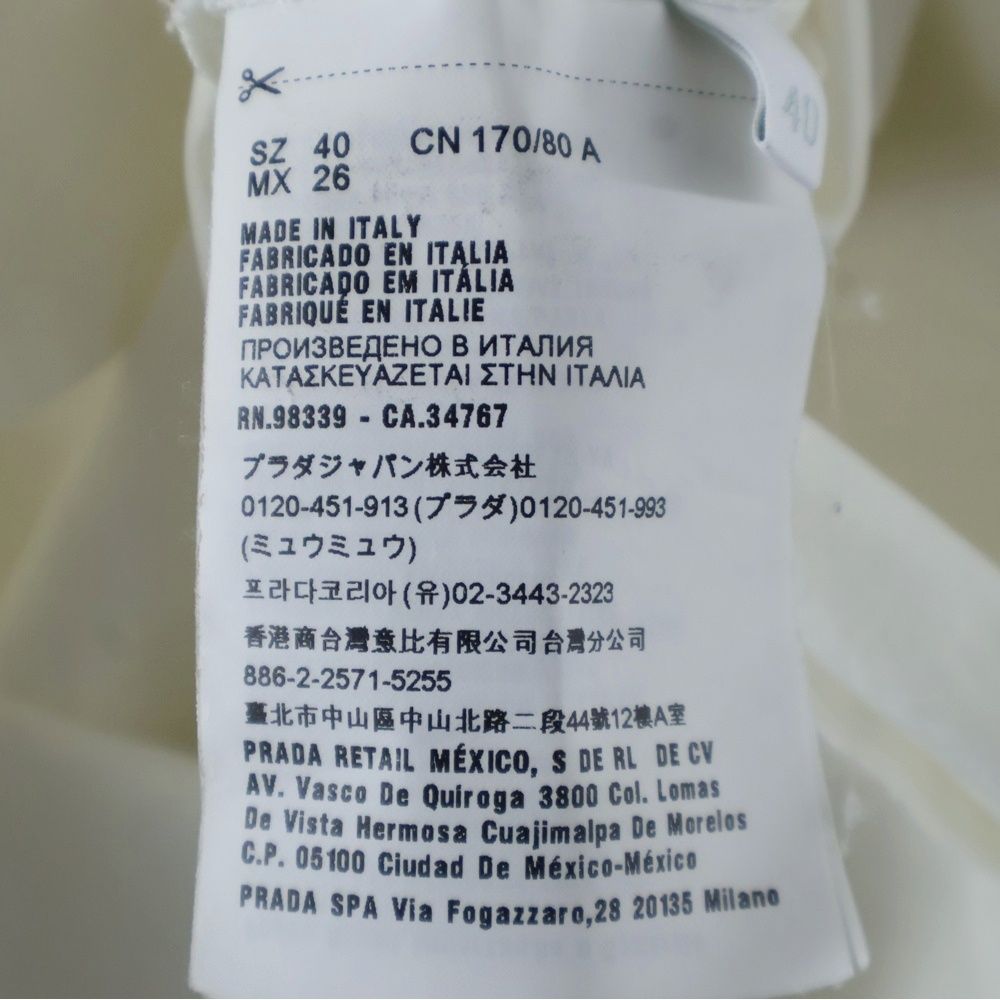 SZ 40 CN 170/80 A
MX 26
40
MADE IN ITALY
FABRICADO EN ITALIA
FABRICADO EM ITÁLIA
FABRIQUÉ EN ITALIE
ПРОИЗВЕДЕНО В ИТАЛИЯ
ΚΑΤΑΣΚΕΥΑΖΕΤΑΙ ΣΤΗΝ ΙΤΑΛΙΑ
RN.98339 - CA.34767
プラダジャパン株式会社
0120-451-913(プラダ)0120-451-993
(ミュウミュウ)
프라다코리아(유)02-3443-2323
香港商台灣意比有限公司台灣分公司
886-2-2571-5255
臺北市中山區中山北路二段44號12樓A室
PRADA RETAIL MÉXICO, S DE RL DE CV
AV. Vasco De Quiroga 3800 Col. Lomas
De Vista Hermosa Cuajimalpa De Morelos
C.P. 05100 Ciudad De México-México
PRADA SPA Via Fogazzaro,28 20135 Milano